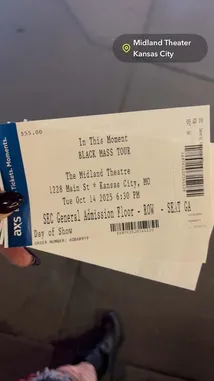 Midland Theater
Kansas City
$55.00
In This Moment
BLACK MASS TOUR
The Midland Theatre
1228 Main St * Kansas City, MO
Tue Oct 14 2025 6:30 PM
SEC General Admission Floor - ROW - SEAT GA
Day of Show
ORDER NUMBER:
axs
Tickets. Moments.